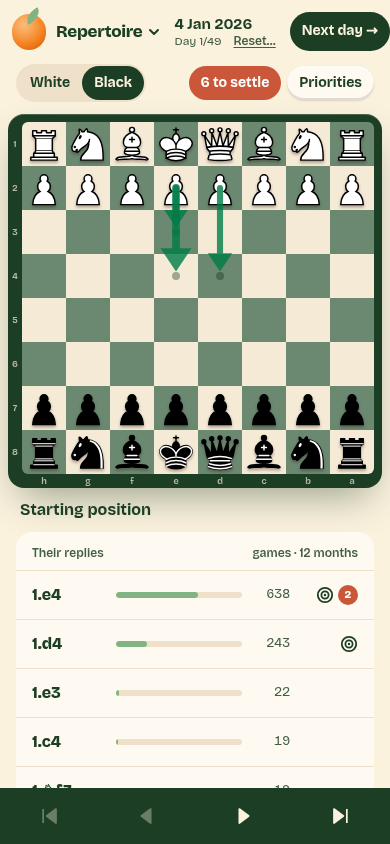 Repertoire
4 Jan 2026
Day 1/49 Reset...
Next day →
White Black
6 to settle Priorities
1
2
3
4
5
6
7
8
h g f e d c b a
Starting position
Their replies games · 12 months
1.e4 638 2
1.d4 243
1.e3 22
1.c4 19